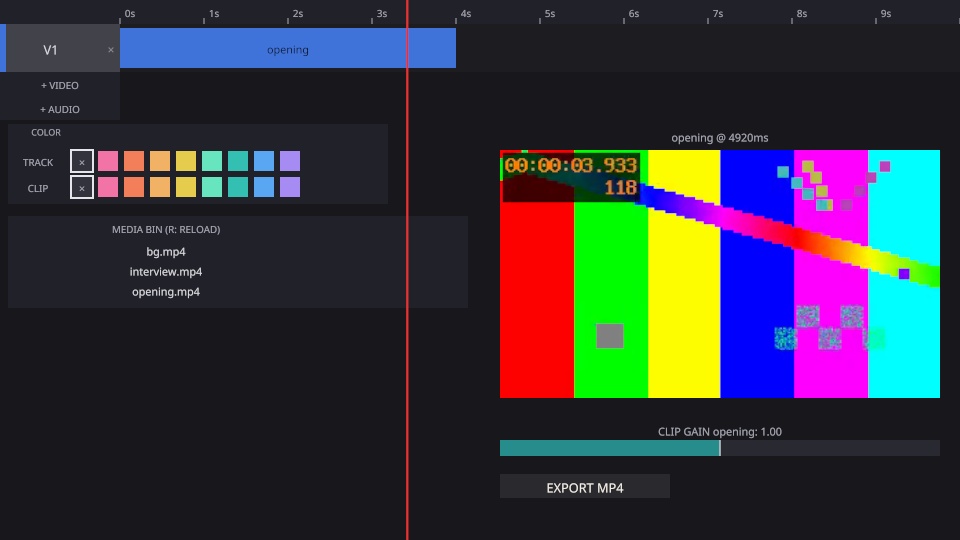 0s 1s 2s 3s 4s 5s 6s 7s 8s 9s
V1 × opening
+ VIDEO
+ AUDIO
COLOR
TRACK ×
CLIP ×
MEDIA BIN (R: RELOAD)
bg.mp4
interview.mp4
opening.mp4
opening @ 4920ms
00:00:03.933
118
CLIP GAIN opening: 1.00
EXPORT MP4